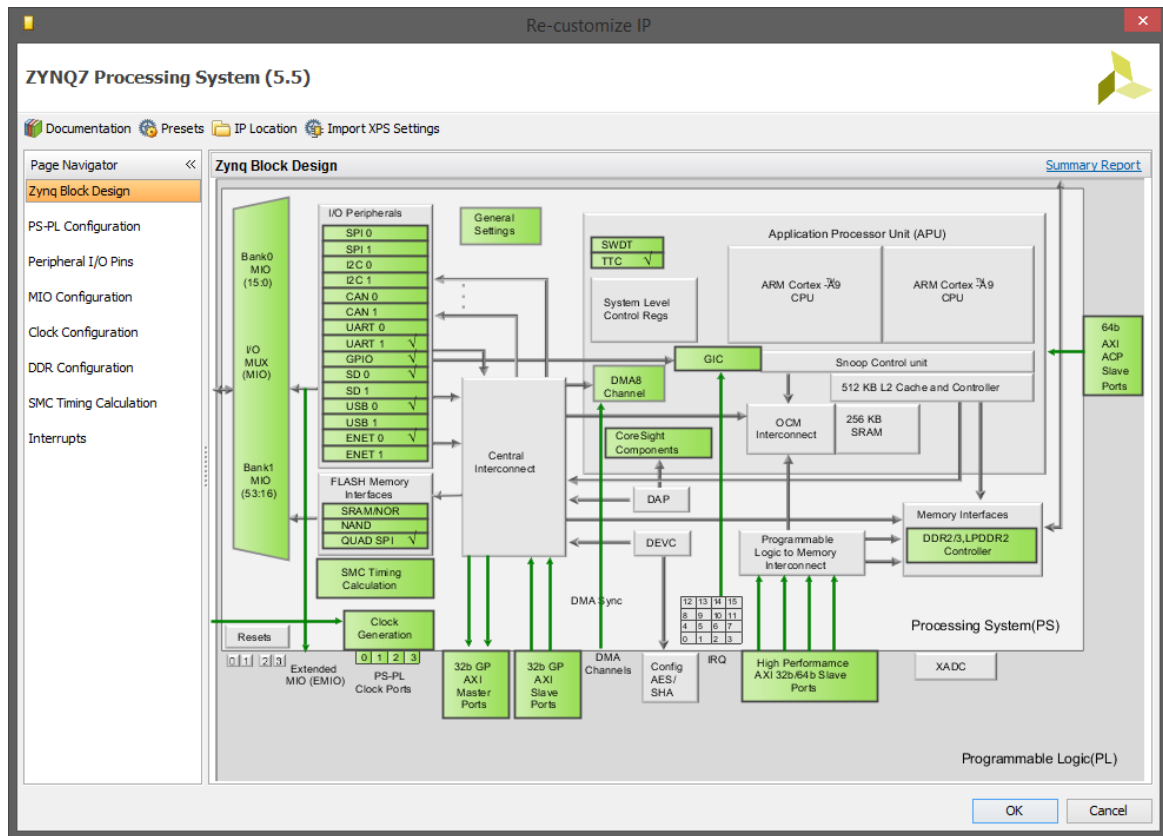 Re-customize IP
ZYNQ7 Processing System (5.5)
Documentation Presets IP Location Import XPS Settings
Page Navigator
Zynq Block Design
PS-PL Configuration
Peripheral I/O Pins
MIO Configuration
Clock Configuration
DDR Configuration
SMC Timing Calculation
Interrupts
Zynq Block Design
Summary Report
Bank0
MIO
(15:0)
I/O
MUX
(MIO)
Bank1
MIO
(53:16)
I/O Peripherals
SPI 0
SPI 1
I2C 0
I2C 1
CAN 0
CAN 1
UART 0
UART 1 √
GPIO √
SD 0 √
SD 1
USB 0 √
USB 1
ENET 0 √
ENET 1
FLASH Memory
Interfaces
SRAM/NOR
NAND
QUAD SPI √
SMC Timing
Calculation
General
Settings
Application Processor Unit (APU)
SWDT
TTC √
System Level
Control Regs
ARM Cortex -™A9
CPU
ARM Cortex -™A9
CPU
GIC
Snoop Control unit
512 KB L2 Cache and Controller
DMA8
Channel
OCM
Interconnect
256 KB
SRAM
CoreSight
Components
Central
Interconnect
DAP
DEVC
Programmable
Logic to Memory
Interconnect
Memory Interfaces
DDR2/3,LPDDR2
Controller
64b
AXI
ACP
Slave
Ports
Resets
0 1 2 3
Clock
Generation
0 1 2 3
Extended
MIO (EMIO)
PS-PL
Clock Ports
32b GP
AXI
Master
Ports
32b GP
AXI
Slave
Ports
DMA Sync
DMA
Channels
Config
AES/
SHA
12 13 14 15
8 9 10 11
4 5 6 7
0 1 2 3
IRQ
High Performamce
AXI 32b/64b Slave
Ports
XADC
Processing System(PS)
Programmable Logic(PL)
OK
Cancel